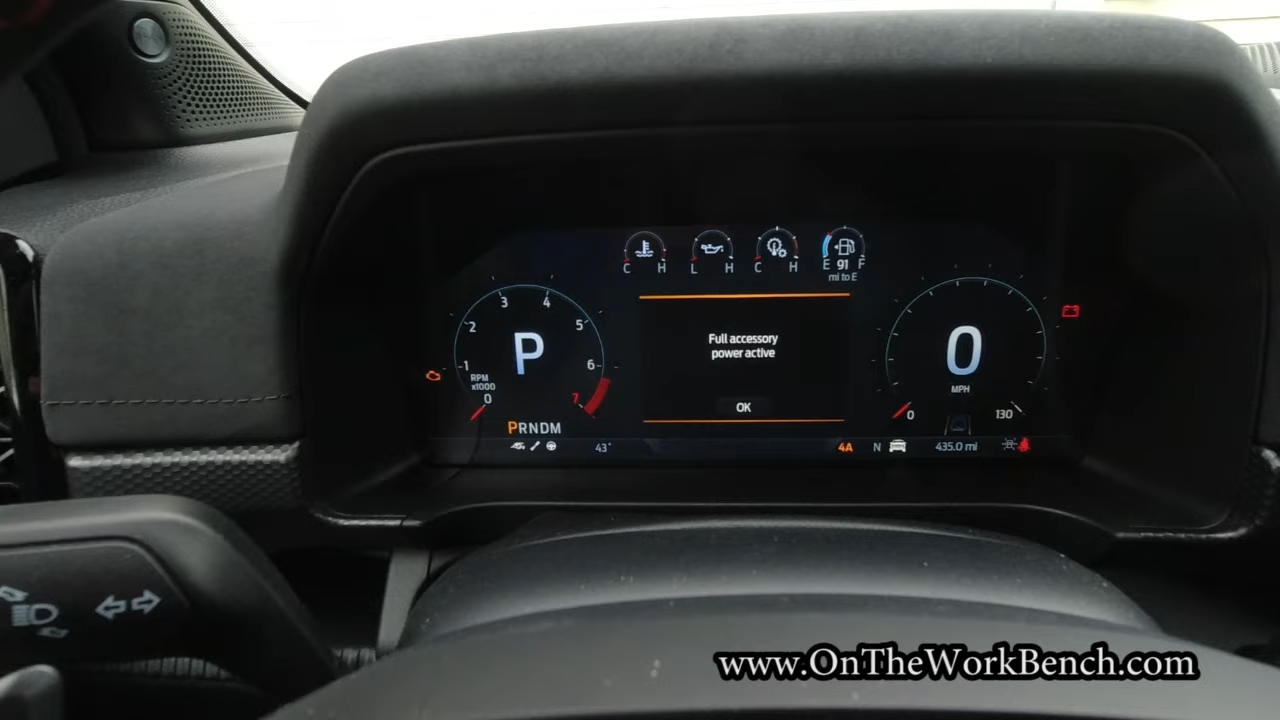 C H
L H
C H
E 91 F
mi to E
Full accessory
power active
OK
P
0
1
2
3
4
5
6
7
RPM
x1000
PRNDM
43°
4A
N
0
MPH
0
130
435.0 mi
www.OnTheWorkBench.com